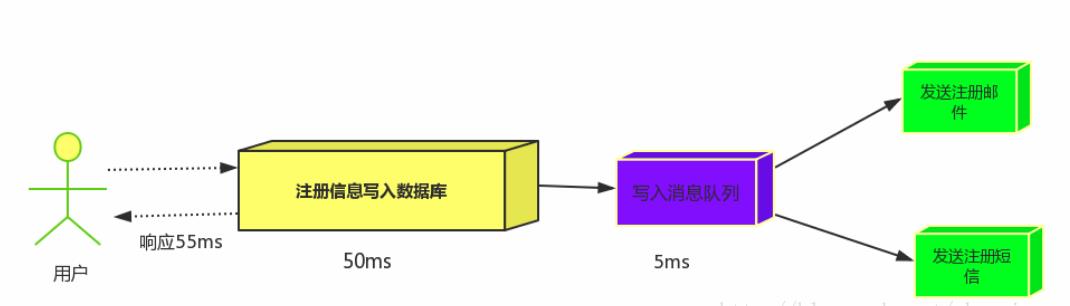 发送注册邮
件
注册信息写入数据库
写入消息队列
响应55ms
50ms
5ms
用户
发送注册短
信